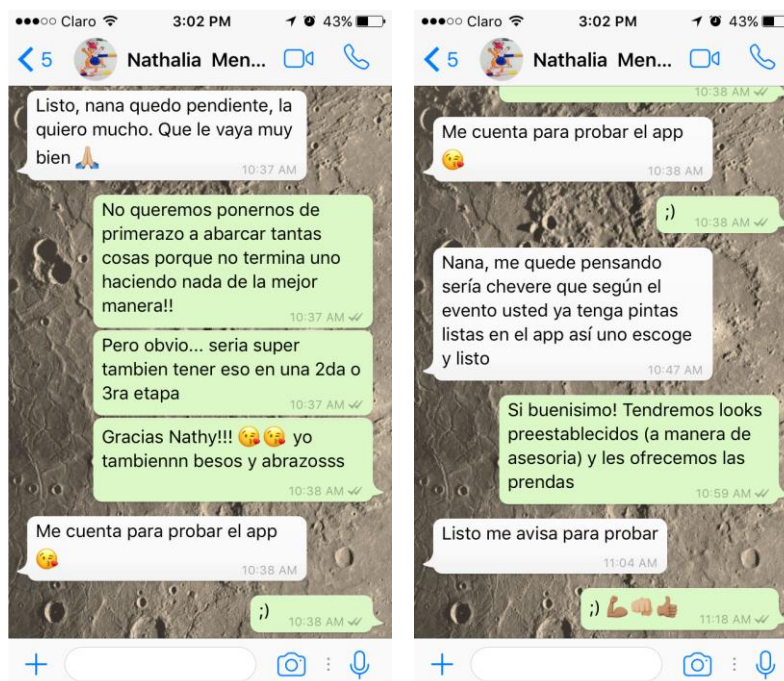 Claro 3:02 PM 43%
5 Nathalia Men...
Listo, nana quedo pendiente, la
quiero mucho. Que le vaya muy
bien 🙏🏼
10:37 AM
No queremos ponernos de
primerazo a abarcar tantas
cosas porque no termina uno
haciendo nada de la mejor
manera!!
10:37 AM
Pero obvio... seria super
tambien tener eso en una 2da o
3ra etapa
10:37 AM
Gracias Nathy!!! 😘😘 yo
tambiennn besos y abrazosss
10:38 AM
Me cuenta para probar el app
😘
10:38 AM
;)
10:38 AM
Claro 3:02 PM 43%
5 Nathalia Men...
10:38 AM
Me cuenta para probar el app
😘
10:38 AM
;)
10:38 AM
Nana, me quede pensando
sería chevere que según el
evento usted ya tenga pintas
listas en el app así uno escoge
y listo
10:47 AM
Si buenisimo! Tendremos looks
preestablecidos (a manera de
asesoria) y les ofrecemos las
prendas
10:59 AM
Listo me avisa para probar
11:04 AM
;) 💪🏼👊🏼👍🏼
11:18 AM